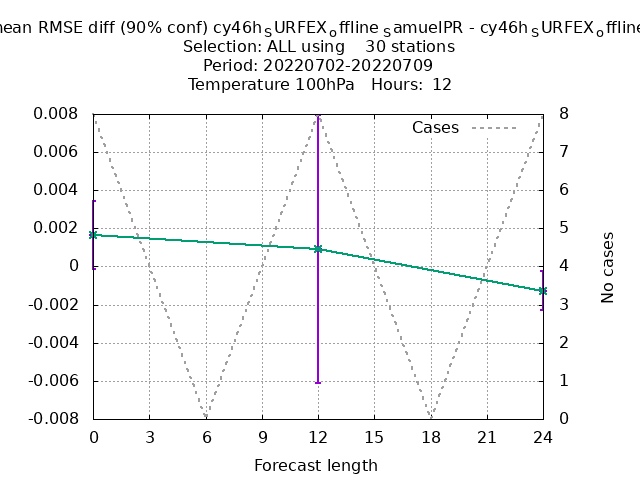 nean RMSE diff (90% conf) cy46h_SURFEX_offline_SamuelPR - cy46h_SURFEX_offline
Selection: ALL using 30 stations
Period: 20220702-20220709
Temperature 100hPa Hours: 12
Cases
0.008
0.006
0.004
0.002
0
-0.002
-0.004
-0.006
-0.008
8
7
6
5
4
3
2
1
0
No cases
0 3 6 9 12 15 18 21 24
Forecast length